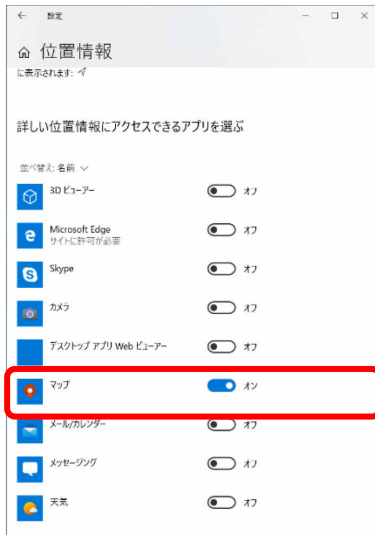 設定
位置情報
に表示されます:
詳しい位置情報にアクセスできるアプリを選ぶ
並べ替え: 名前
3D ビューアー オフ
Microsoft Edge オフ
サイトに許可が必要
Skype オフ
カメラ オフ
デスクトップ アプリ Web ビューアー オフ
マップ オン
メール/カレンダー オフ
メッセージング オフ
天気 オフ